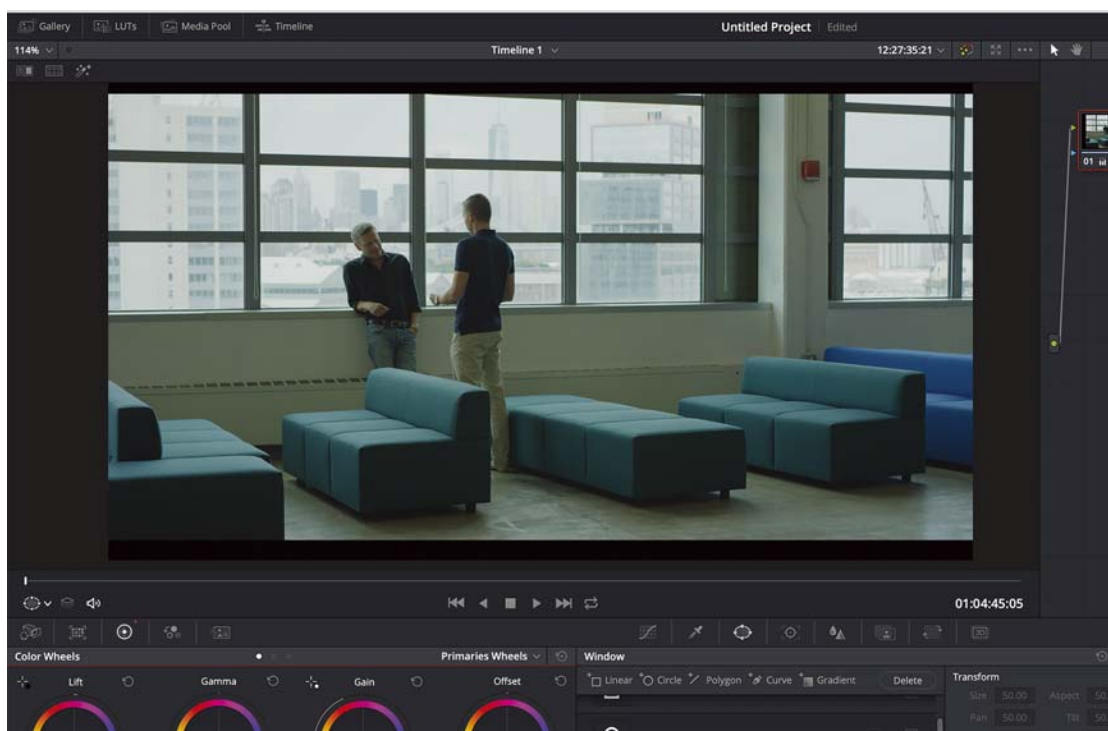 Gallery LUTs Media Pool Timeline Untitled Project Edited
114% Timeline 1 12:27:35:21
01
01:04:45:05
Color Wheels Primaries Wheels Window
Lift Gamma Gain Offset Linear Circle Polygon Curve Gradient Delete Transform
Size 50.00 Aspect 50
Pan 50.00 Tilt 50
3D